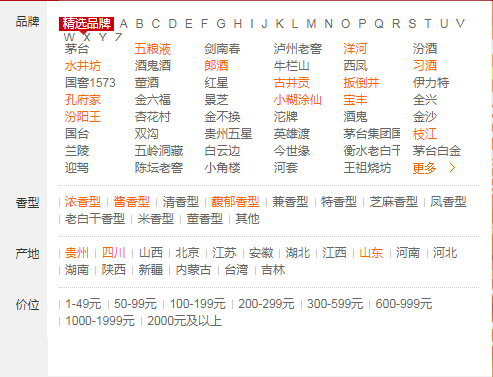 品牌 精选品牌 A B C D E F G H I J K L M N O P Q R S T U V
W X Y Z
茅台 五粮液 剑南春 泸州老窖 洋河 汾酒
水井坊 酒鬼酒 郎酒 牛栏山 西凤 习酒
国窖1573 董酒 红星 古井贡 扳倒井 伊力特
孔府家 金六福 景芝 小糊涂仙 宝丰 全兴
汾阳王 杏花村 金不换 沱牌 酒鬼 金沙
国台 双沟 贵州五星 英雄渡 茅台集团国 枝江
兰陵 五岭洞藏 白云边 今世缘 衡水老白干 茅台白金
迎驾 陈坛老窖 小角楼 河套 王祖烧坊 更多 >
香型 浓香型 酱香型 清香型 馥郁香型 兼香型 特香型 芝麻香型 凤香型
老白干香型 米香型 董香型 其他
产地 贵州 四川 山西 北京 江苏 安徽 湖北 江西 山东 河南 河北
湖南 陕西 新疆 内蒙古 台湾 吉林
价位 1-49元 50-99元 100-199元 200-299元 300-599元 600-999元
1000-1999元 2000元及以上